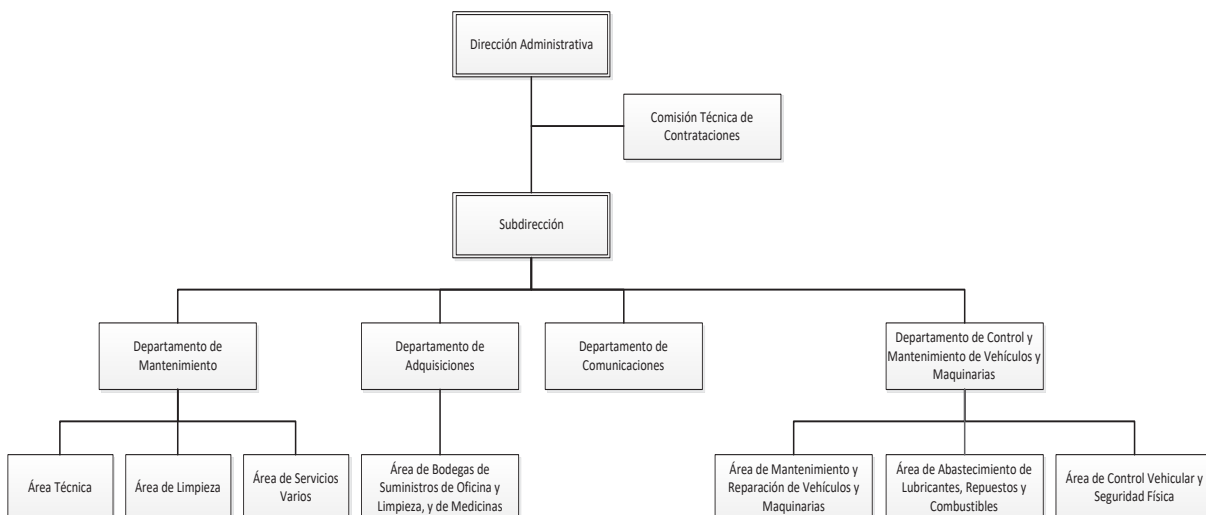 Dirección Administrativa
Comisión Técnica de
Contrataciones
Subdirección
Departamento de
Mantenimiento
Departamento de
Adquisiciones
Departamento de
Comunicaciones
Departamento de Control y
Mantenimiento de Vehículos y
Maquinarias
Área Técnica
Área de Limpieza
Área de Servicios
Varios
Área de Bodegas de
Suministros de Oficina y
Limpieza, y de Medicinas
Área de Mantenimiento y
Reparación de Vehículos y
Maquinarias
Área de Abastecimiento de
Lubricantes, Repuestos y
Combustibles
Área de Control Vehicular y
Seguridad Física